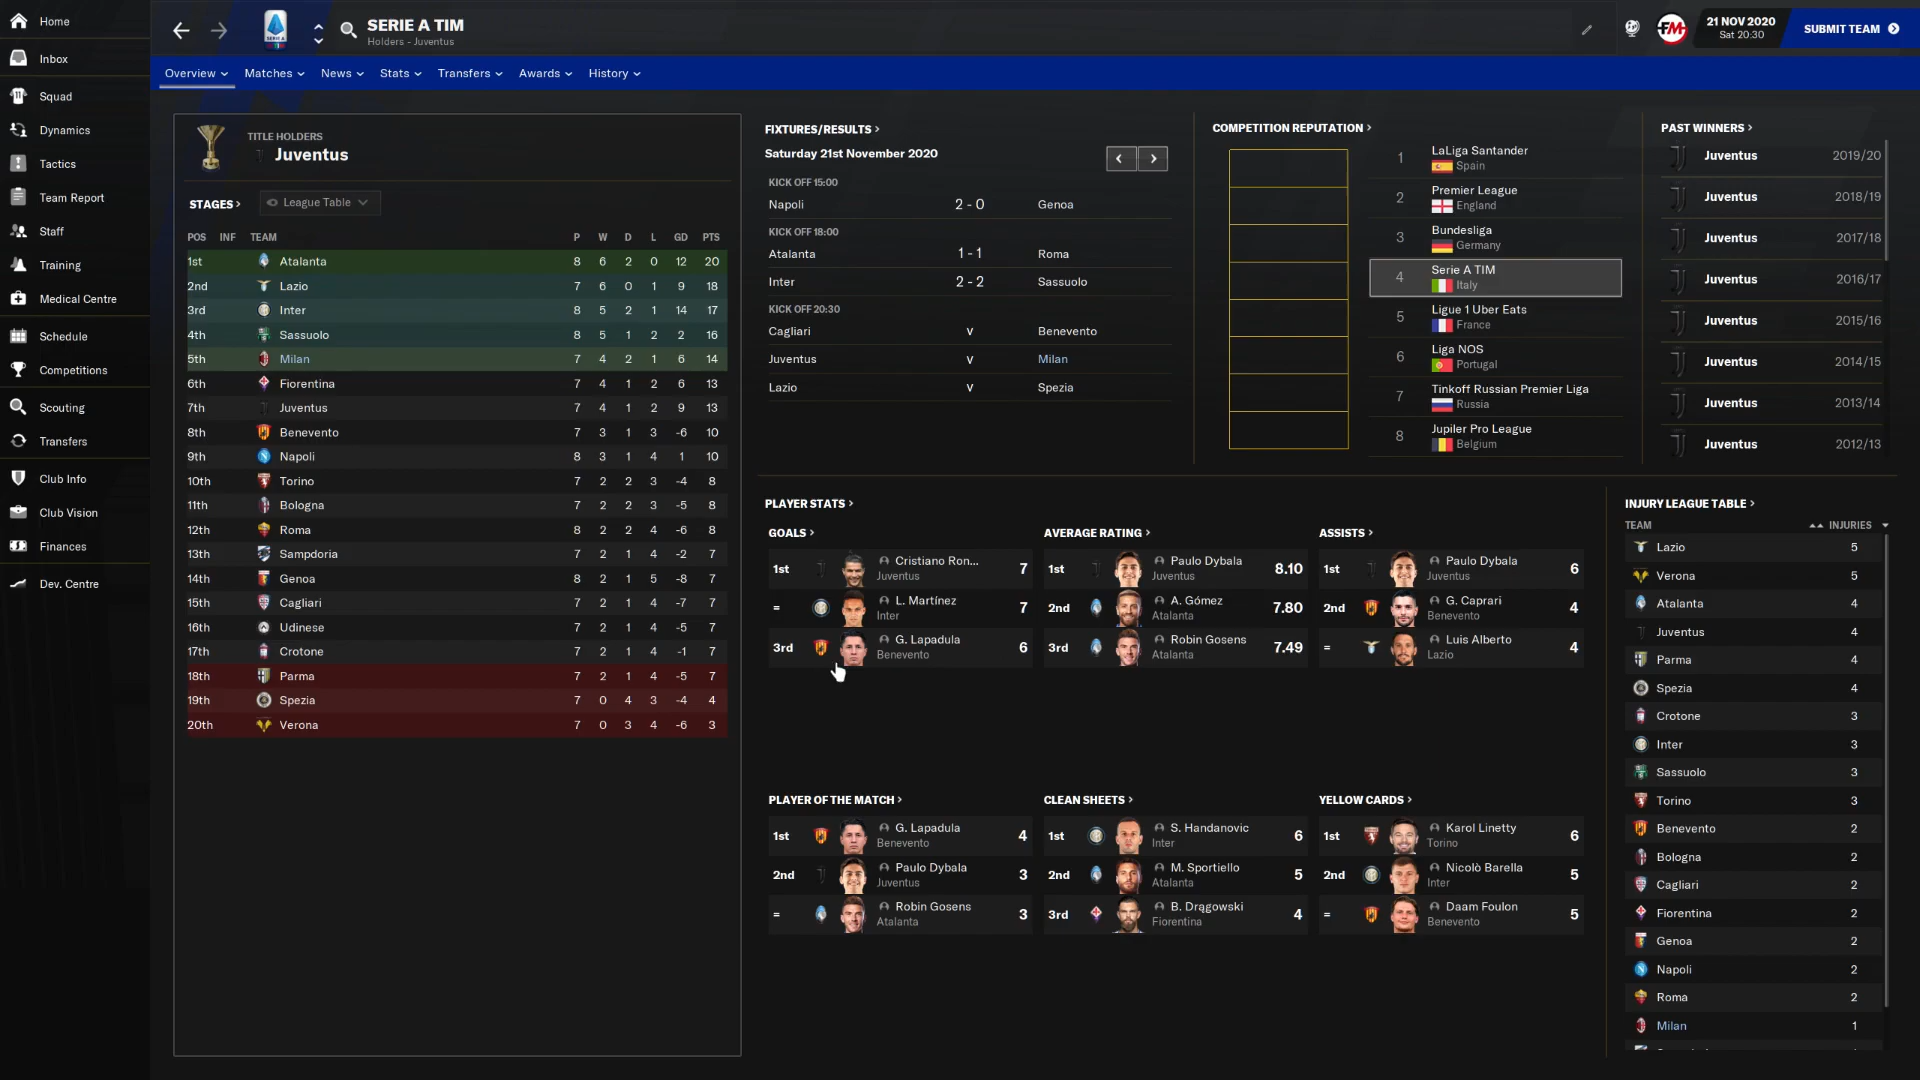 Home
Inbox
Squad
Dynamics
Tactics
Team Report
Staff
Training
Medical Centre
Schedule
Competitions
Scouting
Transfers
Club Info
Club Vision
Finances
Dev. Centre
SERIE A TIM
Holders - Juventus
FM
21 NOV 2020
Sat 20:30
SUBMIT TEAM
Overview Matches News Stats Transfers Awards History
TITLE HOLDERS
Juventus
STAGES > League Table
POS INF TEAM P W D L GD PTS
1st Atalanta 8 6 2 0 12 20
2nd Lazio 7 6 0 1 9 18
3rd Inter 8 5 2 1 14 17
4th Sassuolo 8 5 1 2 2 16
5th Milan 7 4 2 1 6 14
6th Fiorentina 7 4 1 2 6 13
7th Juventus 7 4 1 2 9 13
8th Benevento 7 3 1 3 -6 10
9th Napoli 8 3 1 4 1 10
10th Torino 7 2 2 3 -4 8
11th Bologna 7 2 2 3 -5 8
12th Roma 8 2 2 4 -6 8
13th Sampdoria 7 2 1 4 -2 7
14th Genoa 8 2 1 5 -8 7
15th Cagliari 7 2 1 4 -7 7
16th Udinese 7 2 1 4 -5 7
17th Crotone 7 2 1 4 -1 7
18th Parma 7 2 1 4 -5 7
19th Spezia 7 0 4 3 -4 4
20th Verona 7 0 3 4 -6 3
FIXTURES/RESULTS >
Saturday 21st November 2020
KICK OFF 15:00
Napoli 2 - 0 Genoa
KICK OFF 18:00
Atalanta 1 - 1 Roma
Inter 2 - 2 Sassuolo
KICK OFF 20:30
Cagliari v Benevento
Juventus v Milan
Lazio v Spezia
COMPETITION REPUTATION >
1 LaLiga Santander
Spain
2 Premier League
England
3 Bundesliga
Germany
4 Serie A TIM
Italy
5 Ligue 1 Uber Eats
France
6 Liga NOS
Portugal
7 Tinkoff Russian Premier Liga
Russia
8 Jupiler Pro League
Belgium
PAST WINNERS >
Juventus 2019/20
Juventus 2018/19
Juventus 2017/18
Juventus 2016/17
Juventus 2015/16
Juventus 2014/15
Juventus 2013/14
Juventus 2012/13
PLAYER STATS >
GOALS >
1st Cristiano Ron... 7
Juventus
= L. Martínez 7
Inter
3rd G. Lapadula 6
Benevento
AVERAGE RATING >
1st Paulo Dybala 8.10
Juventus
2nd A. Gómez 7.80
Atalanta
3rd Robin Gosens 7.49
Atalanta
ASSISTS >
1st Paulo Dybala 6
Juventus
2nd G. Caprari 4
Benevento
= Luis Alberto 4
Lazio
PLAYER OF THE MATCH >
1st G. Lapadula 4
Benevento
2nd Paulo Dybala 3
Juventus
= Robin Gosens 3
Atalanta
CLEAN SHEETS >
1st S. Handanovic 6
Inter
2nd M. Sportiello 5
Atalanta
3rd B. Drągowski 4
Fiorentina
YELLOW CARDS >
1st Karol Linetty 6
Torino
2nd Nicolò Barella 5
Inter
= Daam Foulon 5
Benevento
INJURY LEAGUE TABLE >
TEAM INJURIES
Lazio 5
Verona 5
Atalanta 4
Juventus 4
Parma 4
Spezia 4
Crotone 3
Inter 3
Sassuolo 3
Torino 3
Benevento 2
Bologna 2
Cagliari 2
Fiorentina 2
Genoa 2
Napoli 2
Roma 2
Milan 1